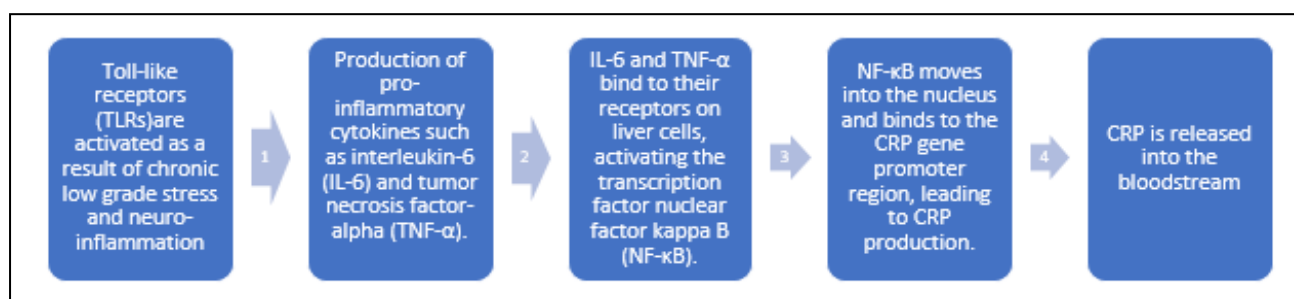 Toll-like
receptors
(TLRs)are
activated as a
result of chronic
low grade stress
and neuro-
inflammation
1
Production of
pro-
inflammatory
cytokines such
as interleukin-6
(IL-6) and tumor
necrosis factor-
alpha (TNF-α).
2
IL-6 and TNF-α
bind to their
receptors on
liver cells,
activating the
transcription
factor nuclear
factor kappa B
(NF-κB).
3
NF-κB moves
into the nucleus
and binds to the
CRP gene
promoter
region, leading
to CRP
production.
4
CRP is released
into the
bloodstream